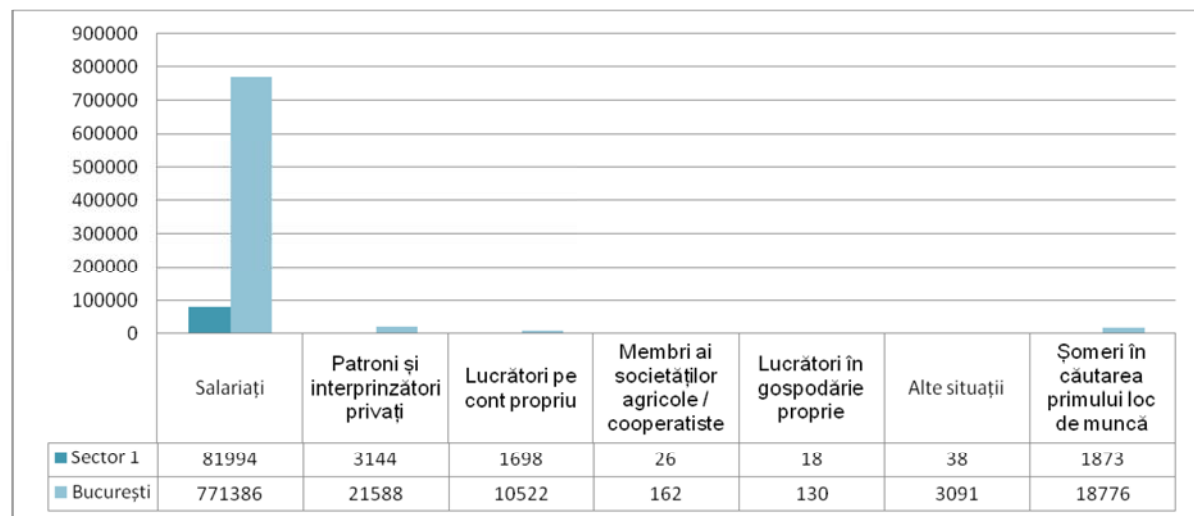 900000
800000
700000
600000
500000
400000
300000
200000
100000
0
Salariați
Patroni și
interprinzători
privați
Lucrători pe
cont propriu
Membri ai
societăților
agricole /
cooperatiste
Lucrători în
gospodărie
proprie
Alte situații
Șomeri în
căutarea
primului loc
de muncă
Sector 1 81994 3144 1698 26 18 38 1873
București 771386 21588 10522 162 130 3091 18776